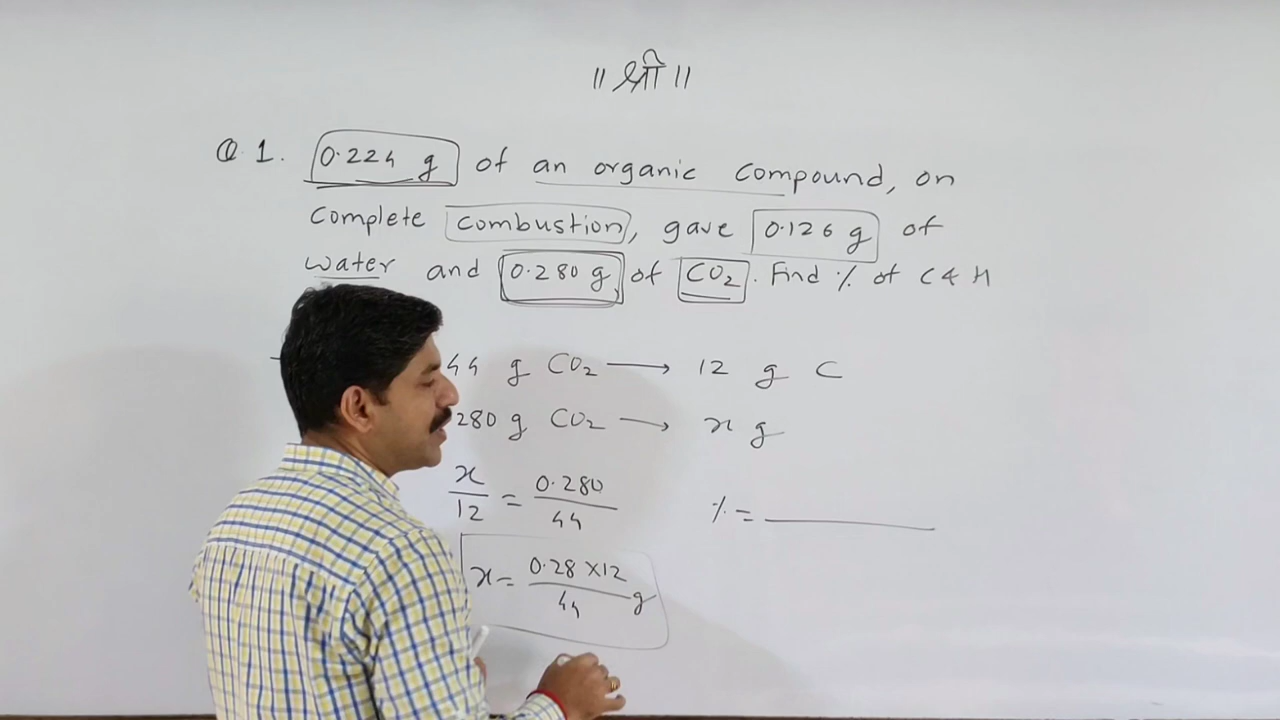 ॥ श्री ॥
Q 1. 0.224 g of an organic compound, on
complete combustion, gave 0.126 g of
water and 0.280 g of CO₂. Find % of C & H
44 g CO₂ → 12 g C
280 g CO₂ → x g
x/12 = 0.280/44 % =
x = 0.28 × 12/44 g